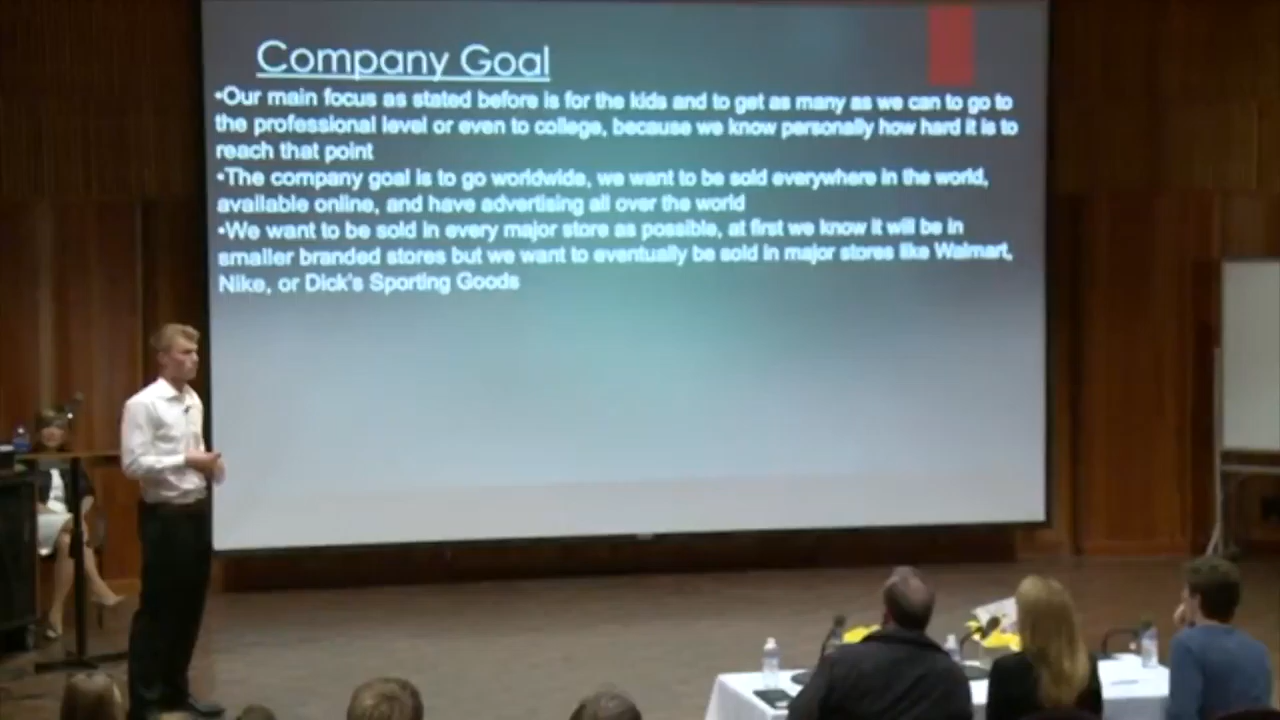 Company Goal
•Our main focus as stated before is for the kids and to get as many as we can to go to
the professional level or even to college, because we know personally how hard it is to
reach that point
•The company goal is to go worldwide, we want to be sold everywhere in the world,
available online, and have advertising all over the world
•We want to be sold in every major store as possible, at first we know it will be in
smaller branded stores but we want to eventually be sold in major stores like Walmart,
Nike, or Dick's Sporting Goods